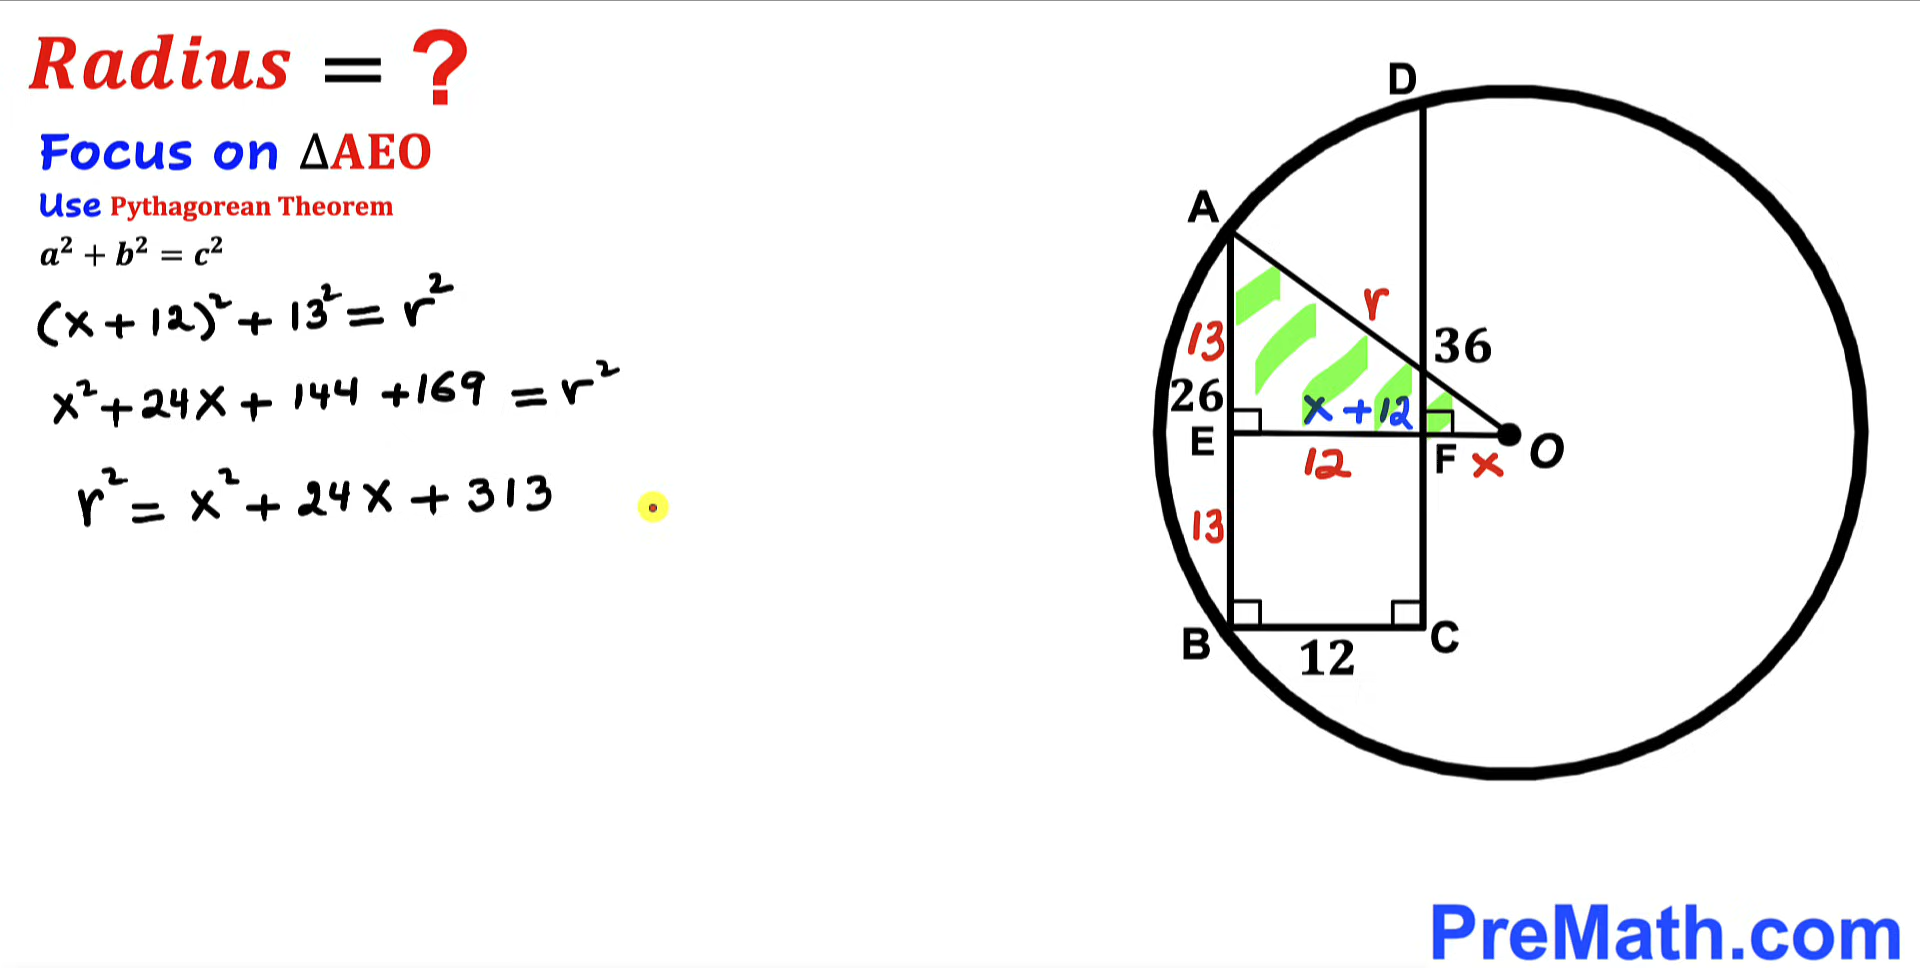 Radius = ?
Focus on ΔAEO
Use Pythagorean Theorem
a² + b² = c²
(x + 12)² + 13² = r²
x² + 24x + 144 + 169 = r²
r² = x² + 24x + 313
D
A
r
13
36
26
x + 12
E
12
F
x
O
13
B
12
C
PreMath.com